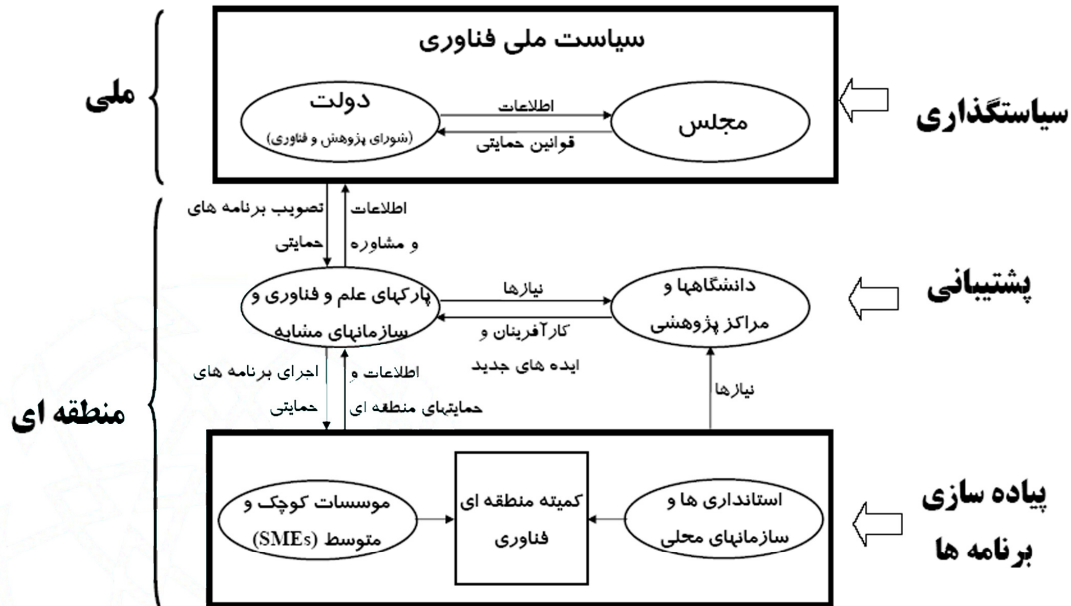 سیاست ملی فناوری
ملی
سیاستگذاری
دولت
(شورای پژوهش و فناوری)
اطلاعات
قوانین حمایتی
مجلس
تصویب برنامه های
حمایتی
اطلاعات
و مشاوره
پشتیبانی
پارکهای علم و فناوری و
سازمانهای مشابه
نیازها
کارآفرینان و
ایده های جدید
دانشگاهها و
مراکز پژوهشی
منطقه ای
اجرای برنامه های
حمایتی
اطلاعات و
حمایتهای منطقه ای
نیازها
پیاده سازی
برنامه ها
موسسات کوچک و
متوسط (SMEs)
کمیته منطقه ای
فناوری
استانداری ها و
سازمانهای محلی